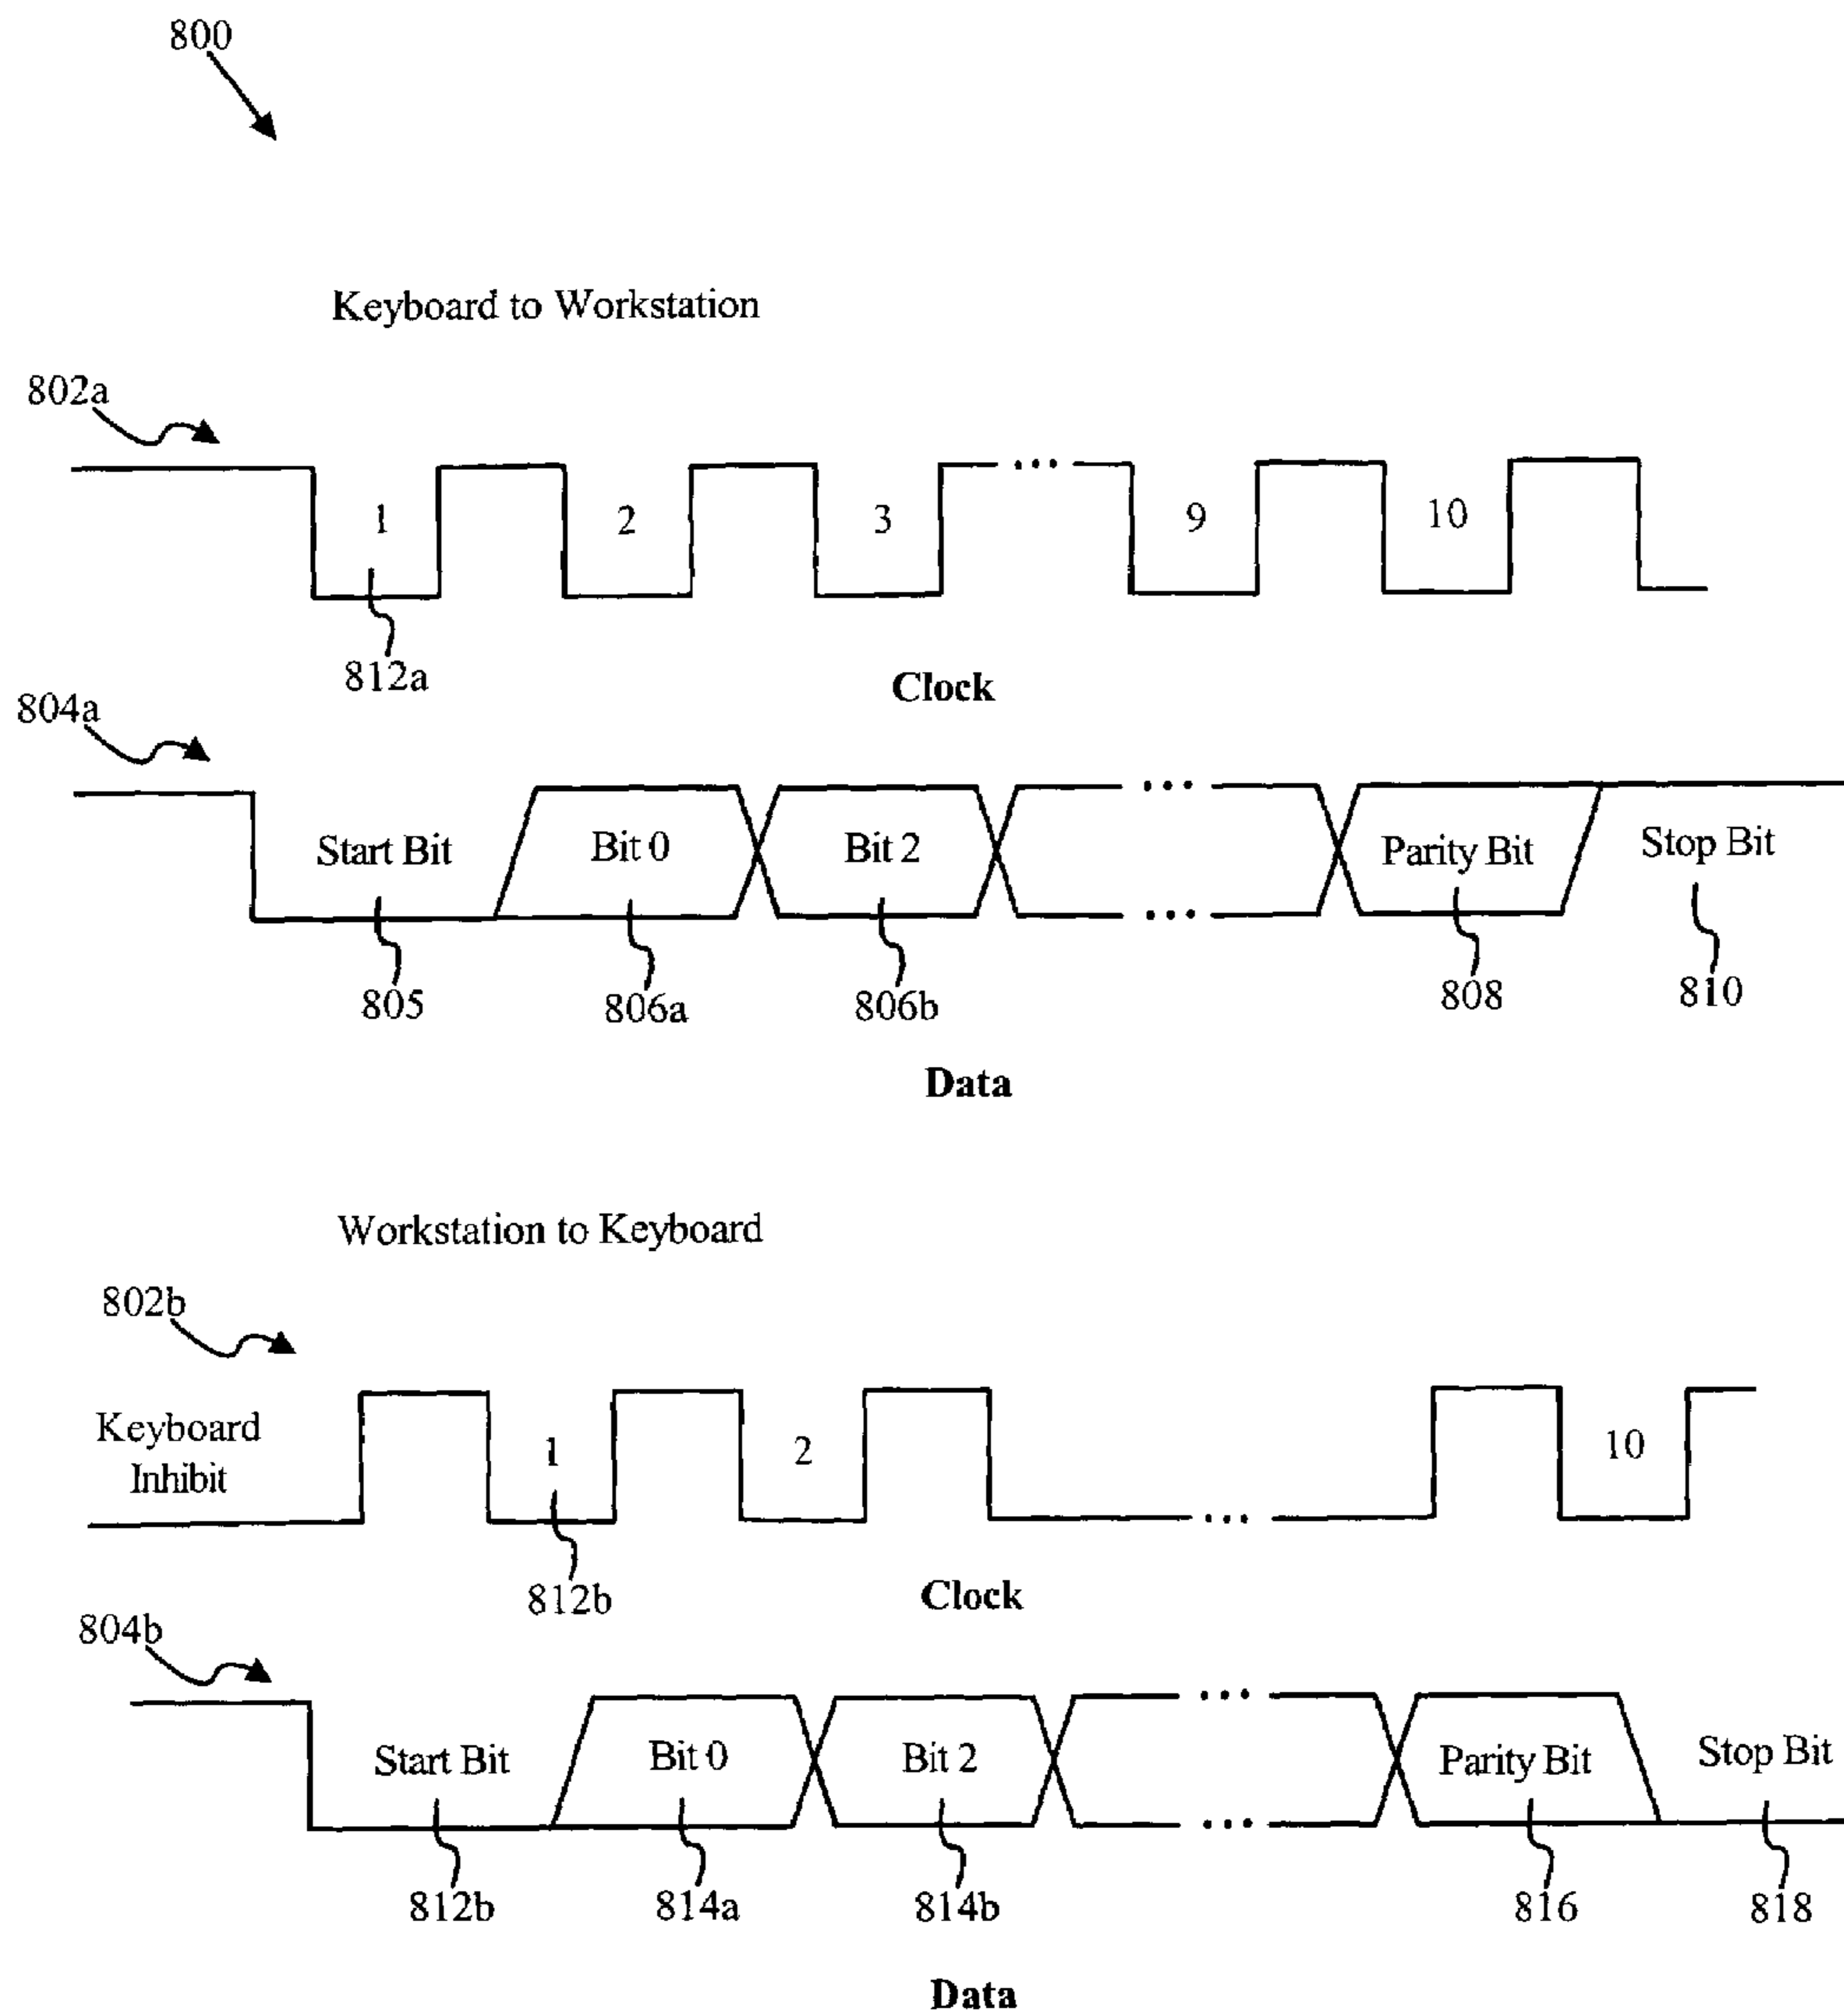 800
Keyboard to Workstation
802a
1 2 3 ... 9 10
812a
Clock
804a
...
Start Bit Bit 0 Bit 2 Parity Bit Stop Bit
...
805 806a 806b 808 810
Data
Workstation to Keyboard
802b
Keyboard
Inhibit
1 2 10
...
812b
Clock
804b
...
Start Bit Bit 0 Bit 2 Parity Bit Stop Bit
...
812b 814a 814b 816 818
Data